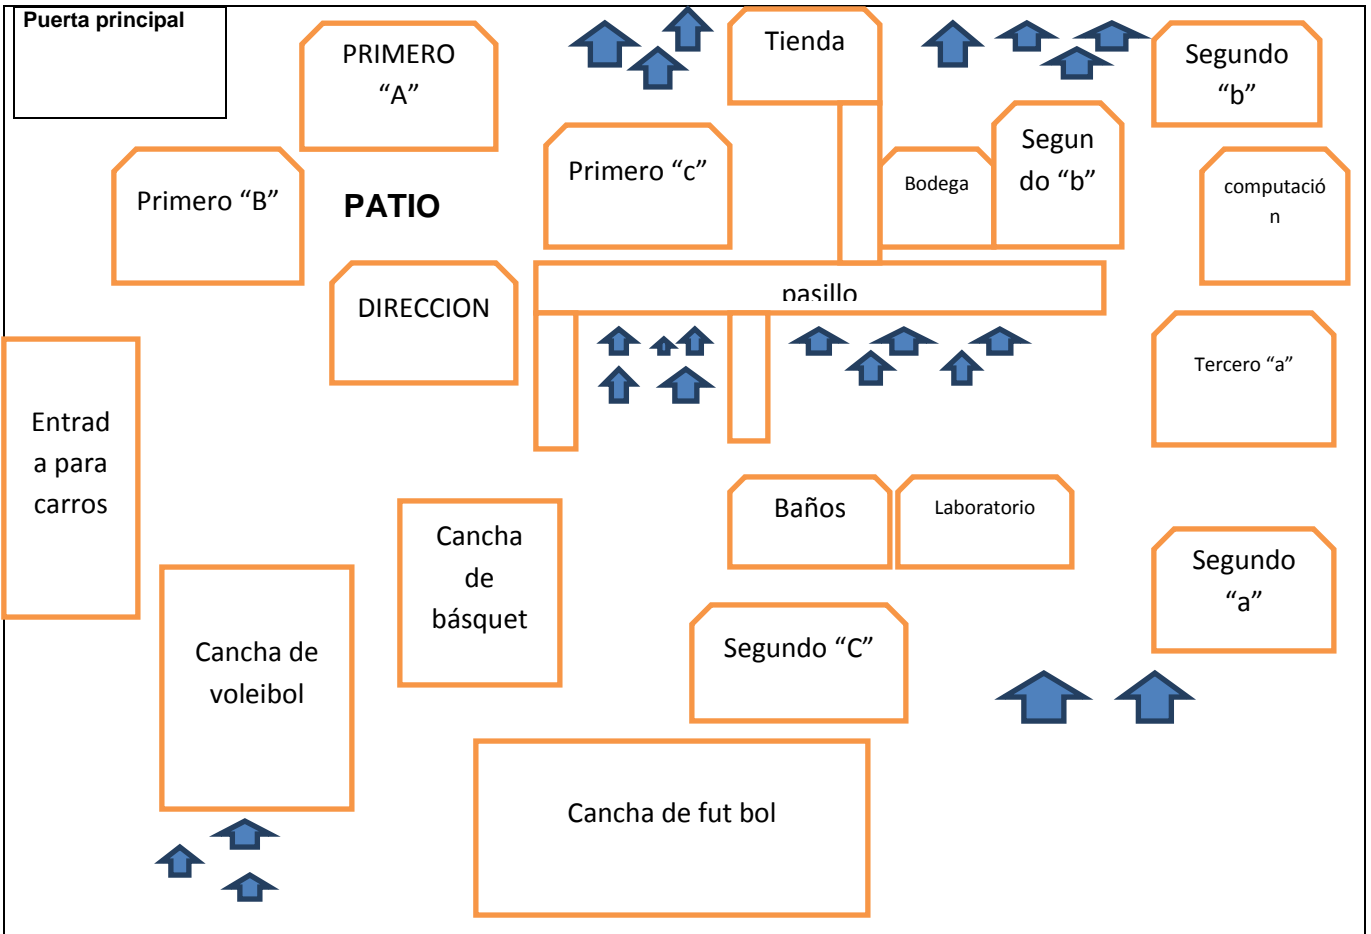 Puerta principal
PRIMERO
“A”
Tienda
Segundo
“b”
Primero “B”
PATIO
Primero “c”
Bodega
Segun
do “b”
computació
n
DIRECCION
pasillo
Tercero “a”
Entrad
a para
carros
Cancha
de
básquet
Baños
Laboratorio
Segundo
“a”
Cancha de
voleibol
Segundo “C”
Cancha de fut bol